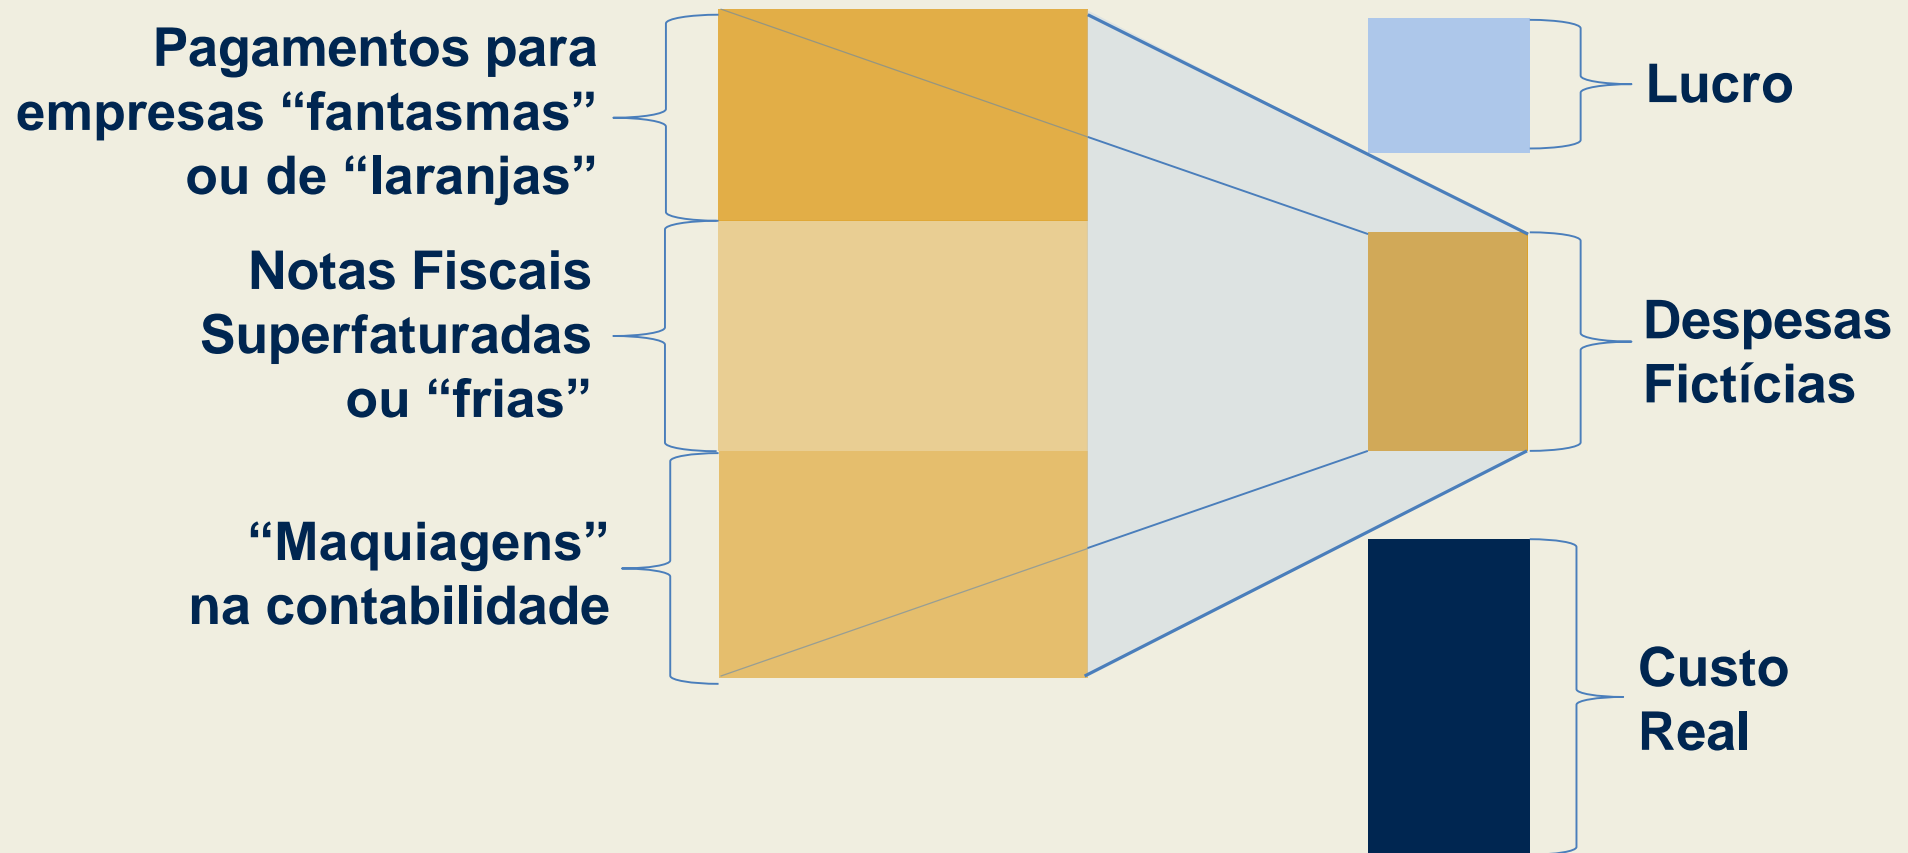 Pagamentos para
empresas “fantasmas”
ou de “laranjas”
Notas Fiscais
Superfaturadas
ou “frias”
“Maquiagens”
na contabilidade
Lucro
Despesas
Fictícias
Custo
Real